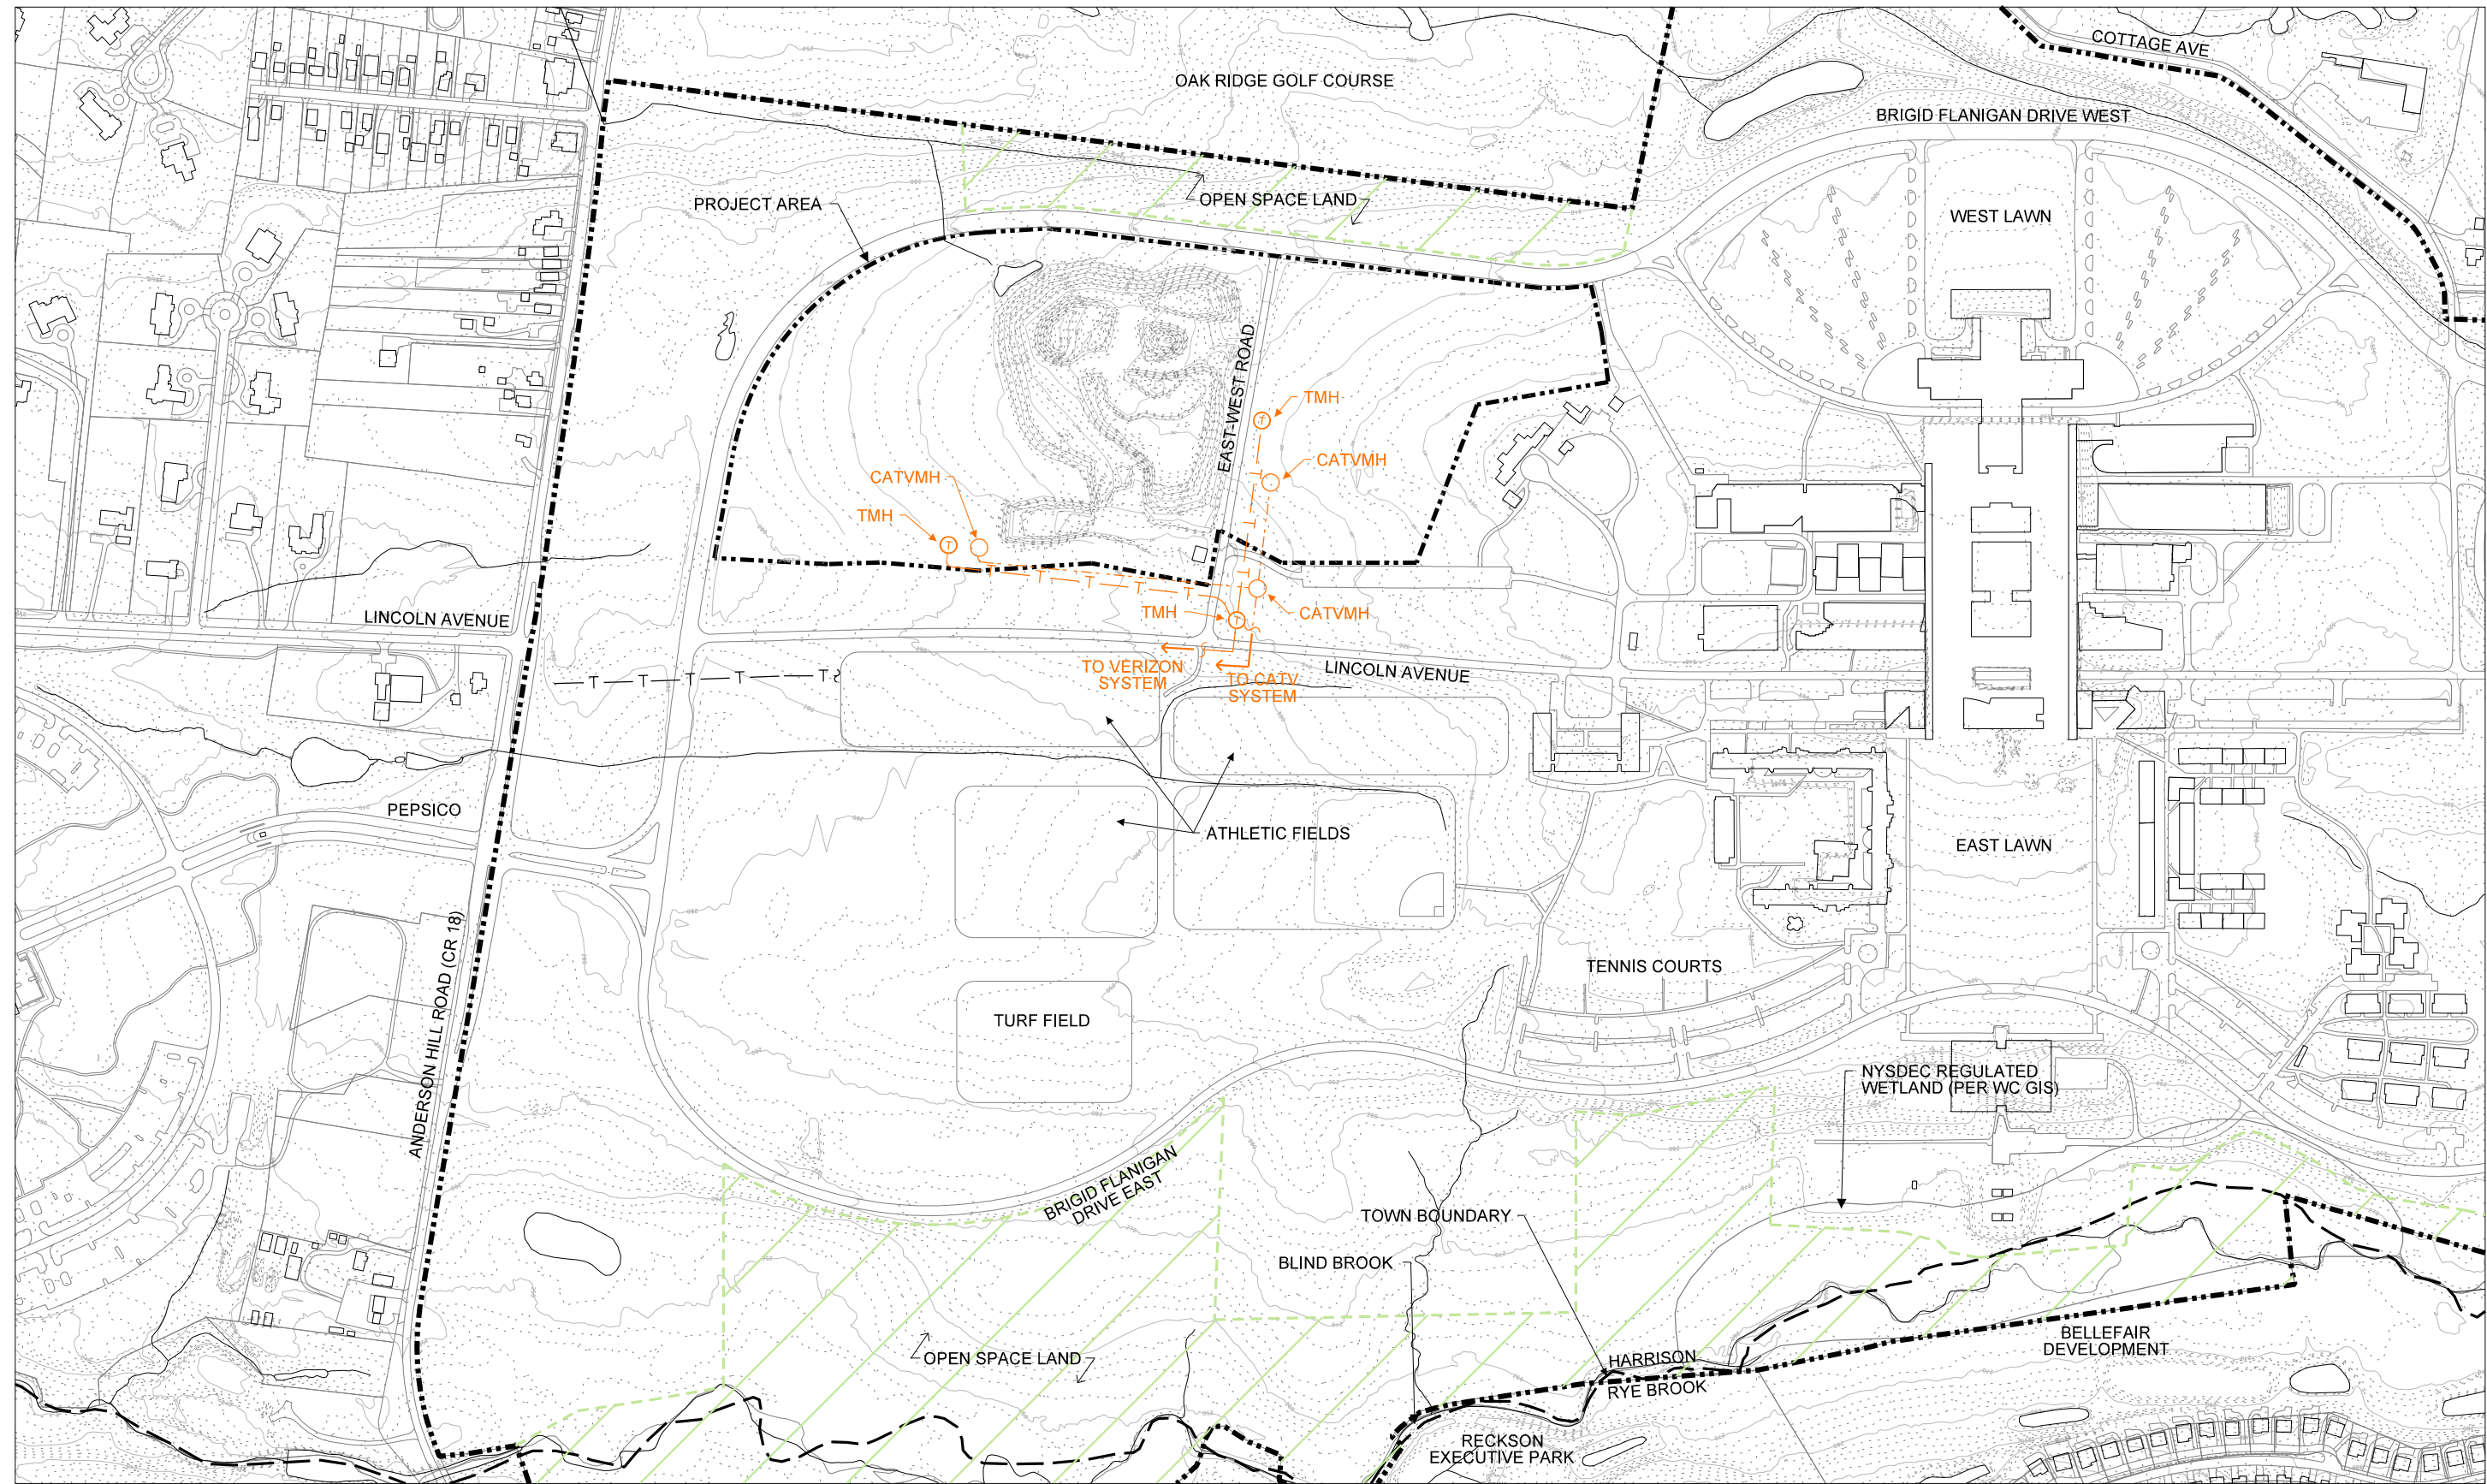 COTTAGE AVE
OAK RIDGE GOLF COURSE
BRIGID FLANIGAN DRIVE WEST
PROJECT AREA
OPEN SPACE LAND
WEST LAWN
EAST-WEST ROAD
TMH
T
CATVMH
CATVMH
TMH
T
T
T
T
T
LINCOLN AVENUE
TMH
T
CATVMH
TO VERIZON
SYSTEM
TO CATV
SYSTEM
LINCOLN AVENUE
T
T
T
T
T
PEPSICO
ATHLETIC FIELDS
EAST LAWN
ANDERSON HILL ROAD (CR 18)
TENNIS COURTS
TURF FIELD
NYSDEC REGULATED
WETLAND (PER WC GIS)
BRIGID FLANIGAN
DRIVE EAST
TOWN BOUNDARY
BLIND BROOK
OPEN SPACE LAND
HARRISON
RYE BROOK
BELLEFAIR
DEVELOPMENT
RECKSON
EXECUTIVE PARK